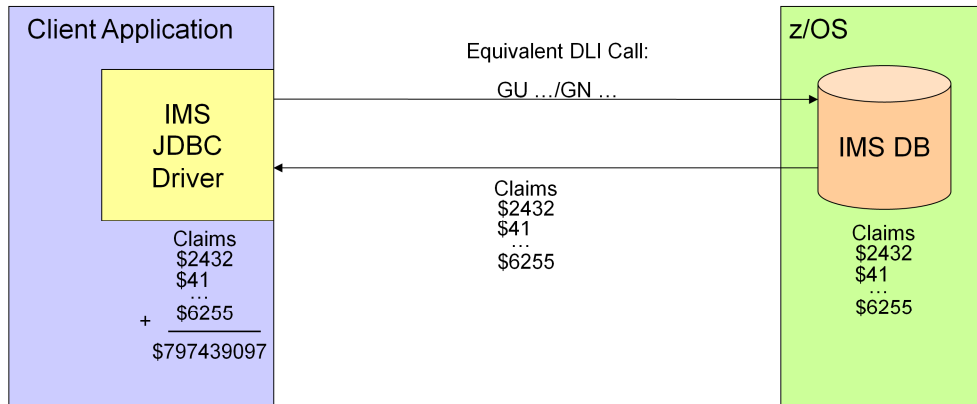 Client Application
IMS
JDBC
Driver
Claims
$2432
$41
...
$6255
+
$797439097
Equivalent DLI Call:
GU .../GN ...
Claims
$2432
$41
...
$6255
z/OS
IMS DB
Claims
$2432
$41
...
$6255